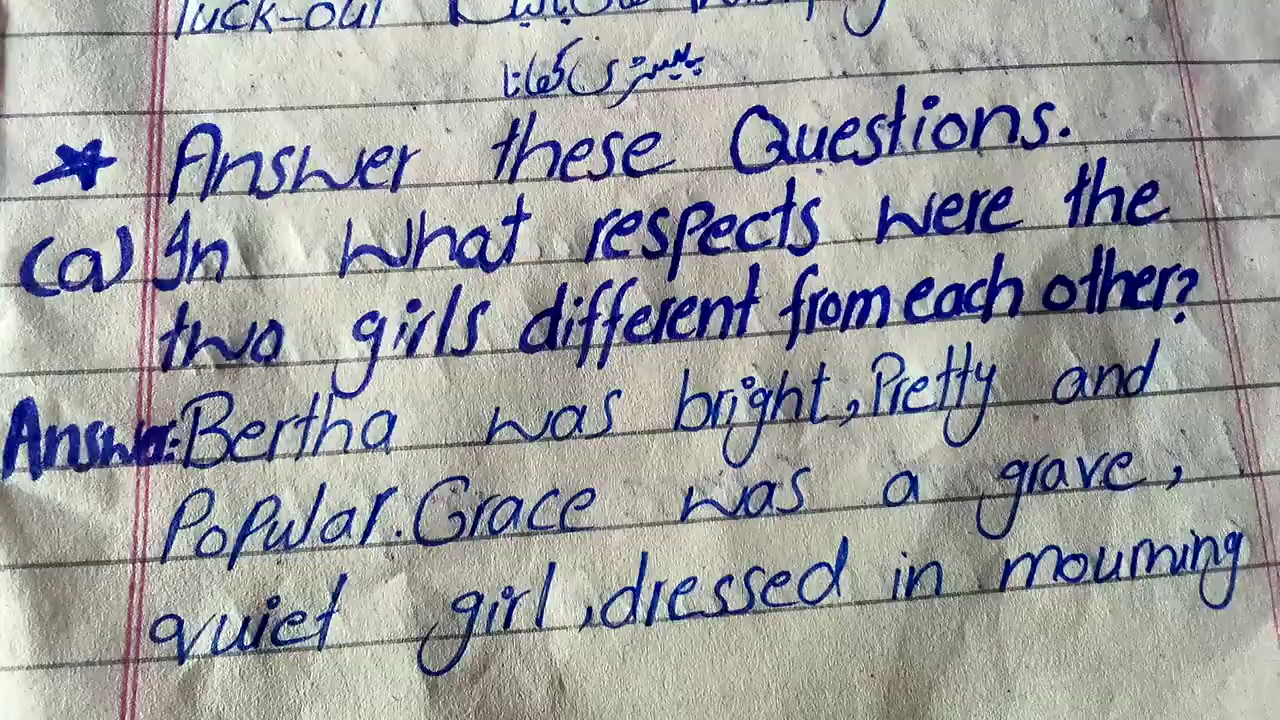 tuck-out
پیسٹری کھانا
★ Answer these Questions.
(a) In what respects were the
two girls different from each other?
Answer: Bertha was bright, Pretty and
Popular. Grace was a grave,
quiet girl, dressed in mourning